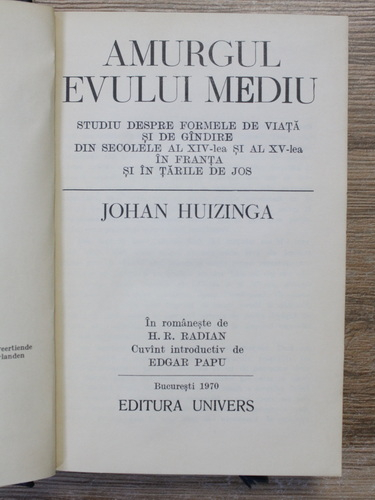 AMURGUL
EVULUI MEDIU
STUDIU DESPRE FORMELE DE VIAȚĂ
ȘI DE GÎNDIRE
DIN SECOLELE AL XIV-lea ȘI AL XV-lea
ÎN FRANȚA
ȘI ÎN ȚĂRILE DE JOS
JOHAN HUIZINGA
În românește de
H. R. RADIAN
Cuvînt introductiv de
EDGAR PAPU
București 1970
EDITURA UNIVERS